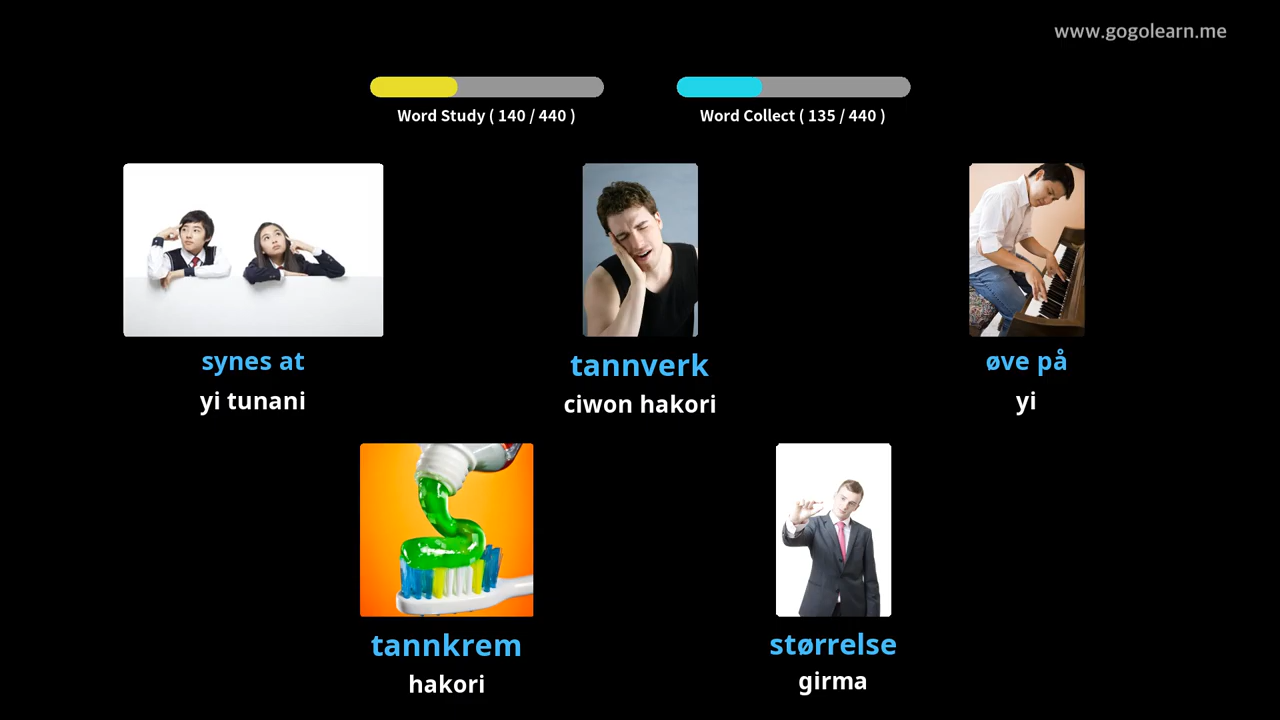 www.gogolearn.me
Word Study ( 140 / 440 )
Word Collect ( 135 / 440 )
synes at
yi tunani
tannverk
ciwon hakori
øve på
yi
tannkrem
hakori
størrelse
girma